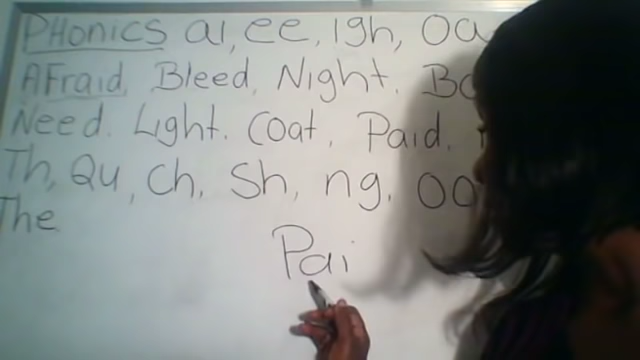 PHonics ai, ee, igh, oa
AFraid, Bleed, Night.
Need. Light. Coat, Paid.
Th, Qu, Ch, Sh, ng, oo
The
Pai